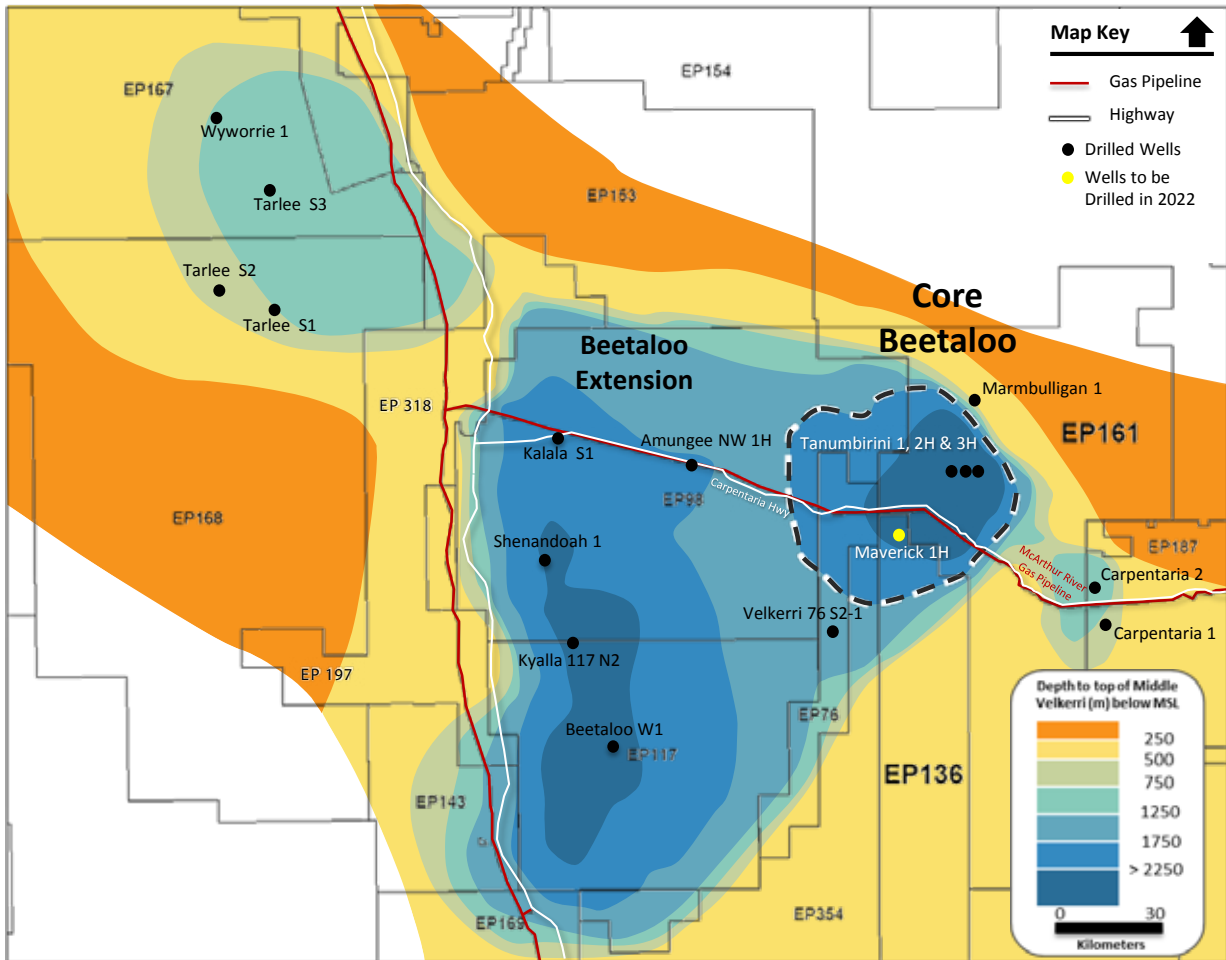 Map Key
Gas Pipeline
Highway
Drilled Wells
Wells to be
Drilled in 2022
EP154
EP167
Wyworrie 1
Tarlee S3
EP153
Tarlee S2
Tarlee S1
Core
Beetaloo
Beetaloo
Extension
Marmbulligan 1
EP 318
EP161
Kalala S1
Amungee NW 1H
Tanumbirini 1, 2H & 3H
Carpentaria Hwy
EP98
EP168
Shenandoah 1
Maverick 1H
EP187
McArthur River
Gas Pipeline
Carpentaria 2
Velkerri 76 S2-1
Carpentaria 1
Kyalla 117 N2
EP 197
EP76
Beetaloo W1
EP117
EP136
EP143
EP169
EP354
Depth to top of Middle
Velkerri (m) below MSL
250
500
750
1250
1750
> 2250
0 30
Kilometers